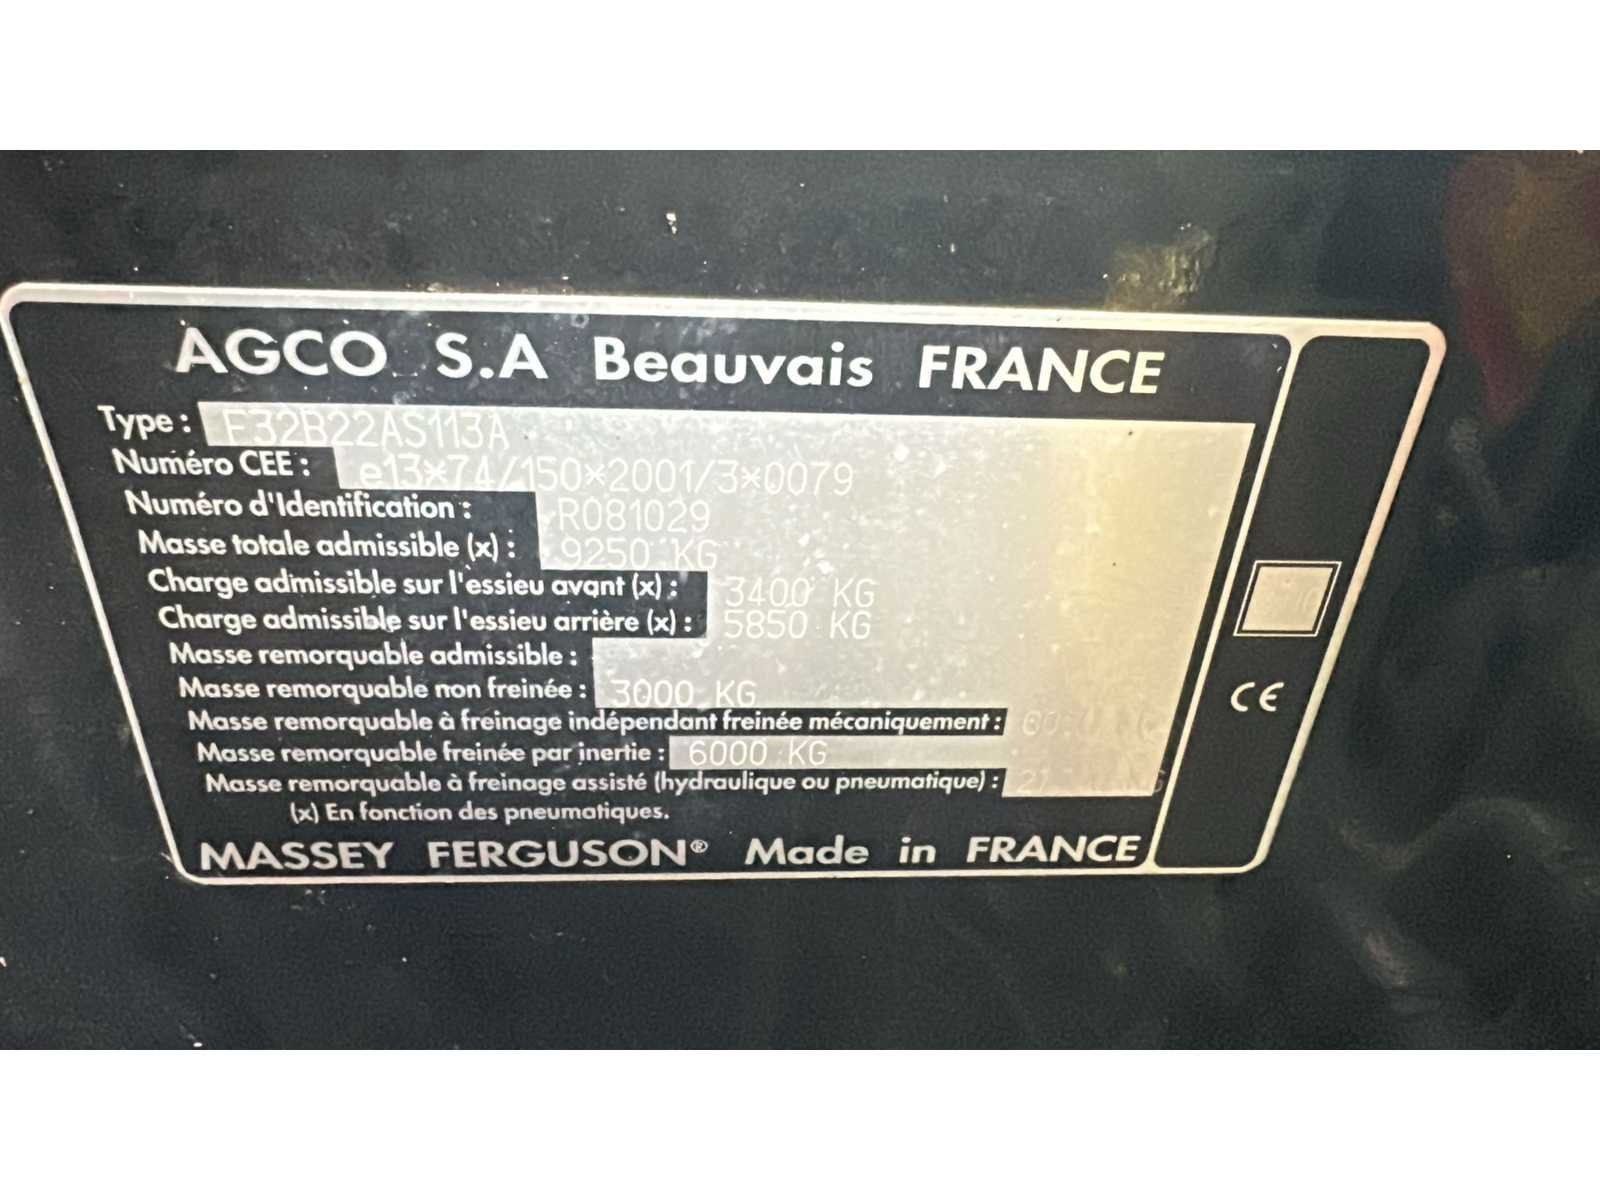 AGCO S.A Beauvais FRANCE
Type : F32B22AS113A
Numéro CEE : e13*74/150*2001/3*0079
Numéro d'Identification : R081029
Masse totale admissible (x) : 9250 KG
Charge admissible sur l'essieu avant (x) : 3400 KG
Charge admissible sur l'essieu arrière (x) : 5850 KG
Masse remorquable admissible :
Masse remorquable non freinée : 3000 KG
Masse remorquable à freinage indépendant freinée mécaniquement :
Masse remorquable freinée par inertie : 6000 KG
Masse remorquable à freinage assisté (hydraulique ou pneumatique) :
(x) En fonction des pneumatiques.
MASSEY FERGUSON® Made in FRANCE
CE